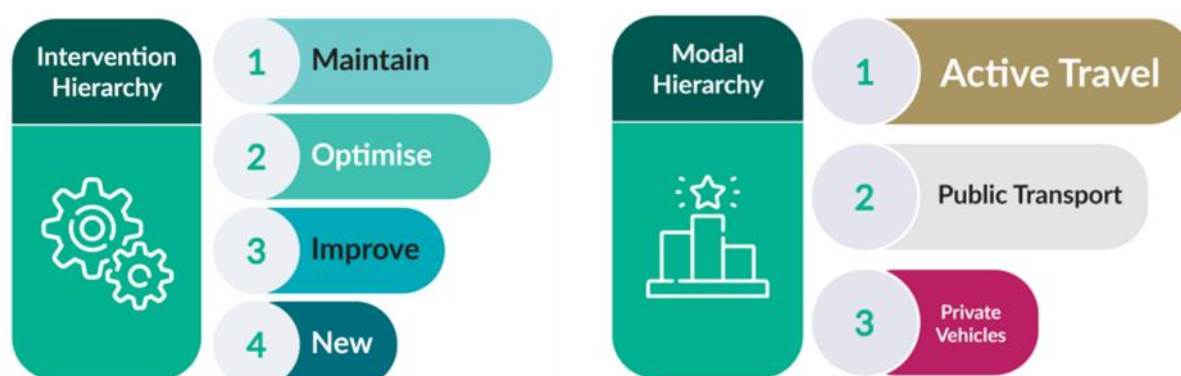 Intervention
Hierarchy
1
Maintain
2
Optimise
3
Improve
4
New
Modal
Hierarchy
1
Active Travel
2
Public Transport
3
Private
Vehicles